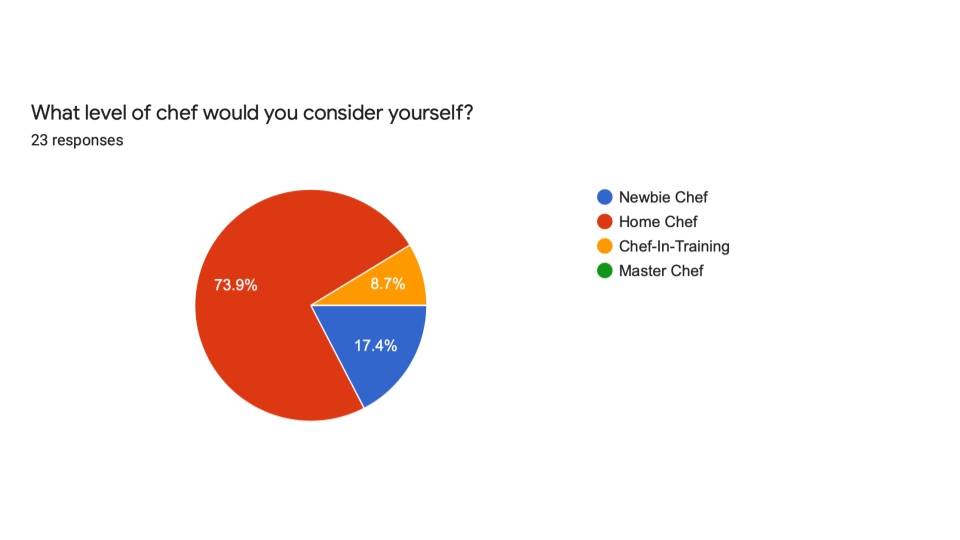 What level of chef would you consider yourself?
23 responses
73.9%
8.7%
17.4%
Newbie Chef
Home Chef
Chef-In-Training
Master Chef